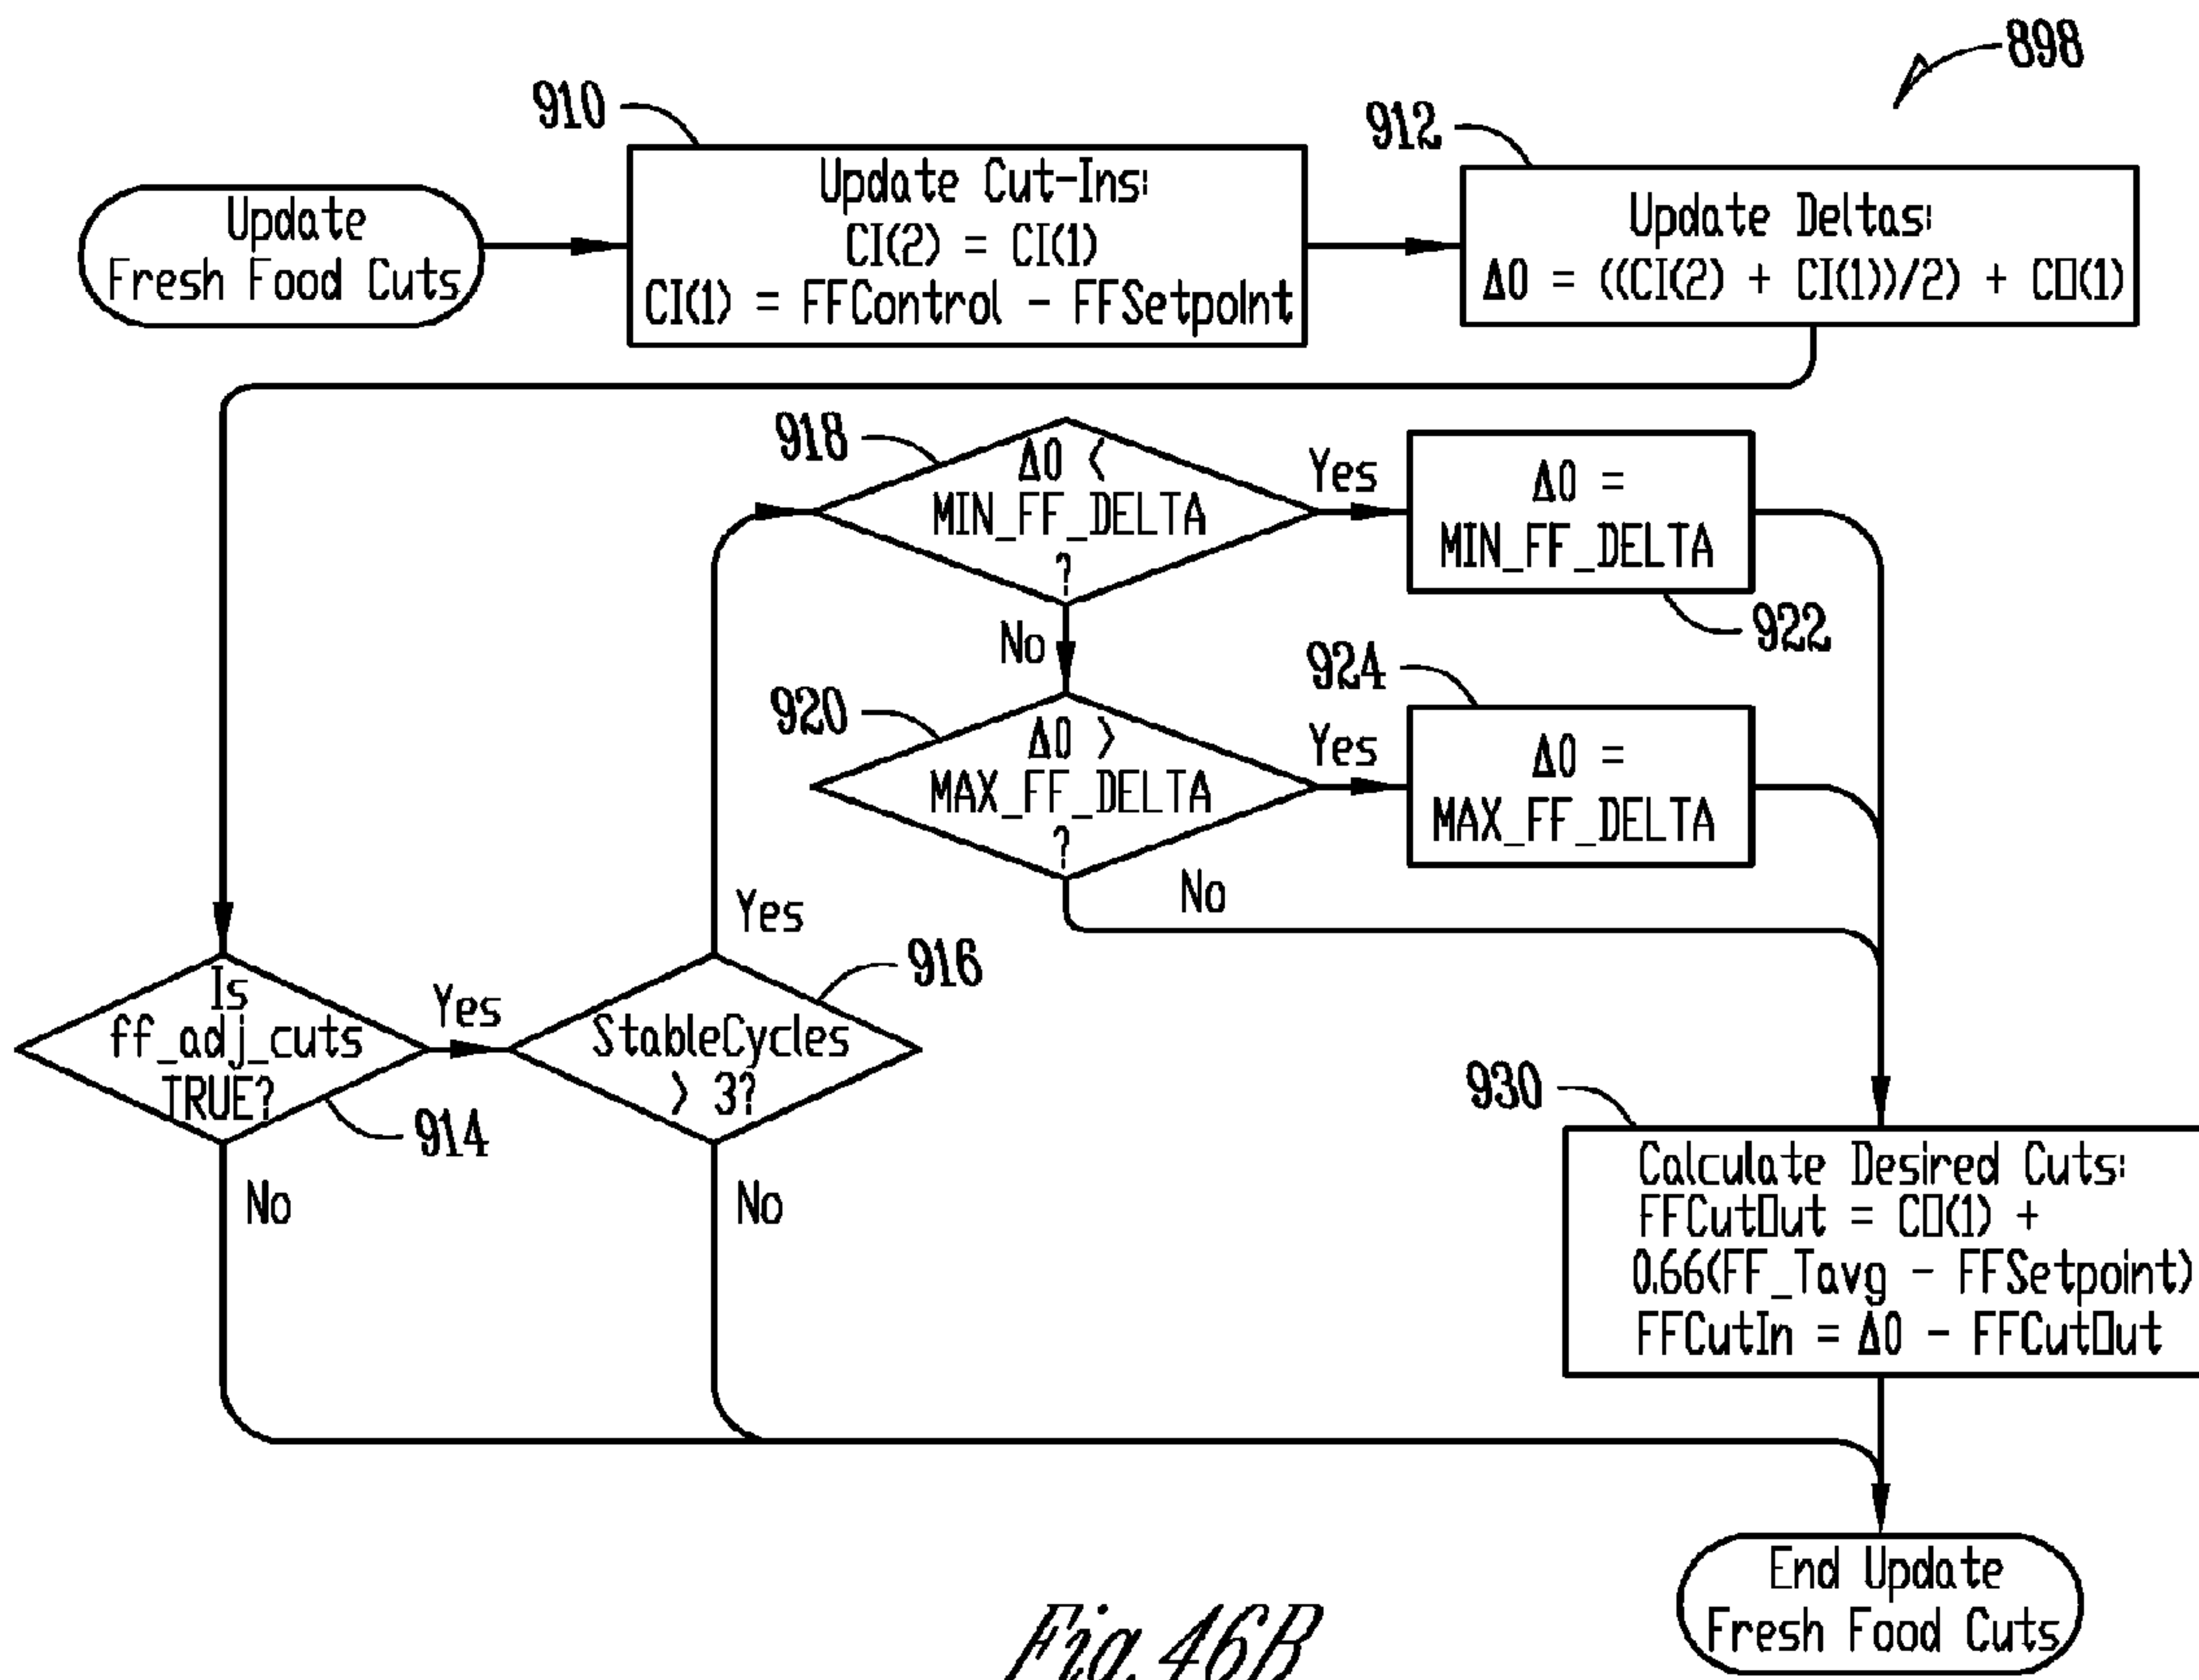 898
910
912
Update
Fresh Food Cuts
Update Cut-Ins:
CI(2) = CI(1)
CI(1) = FFControl - FFSetpoInt
Update Deltas:
Δ0 = ((CI(2) + CI(1))/2) + CO(1)
918
Δ0 <
MIN_FF_DELTA
?
Yes
Δ0 =
MIN_FF_DELTA
922
No
920
Δ0 >
MAX_FF_DELTA
?
Yes
924
Δ0 =
MAX_FF_DELTA
No
Is
ff_adj_cuts
TRUE?
914
Yes
No
StableCycles
> 3?
916
Yes
No
930
Calculate Desired Cuts:
FFCutOut = CO(1) +
0.66(FF_Tavg - FFSetpoint)
FFCutIn = Δ0 - FFCutOut
End Update
Fresh Food Cuts
Fig. 46B